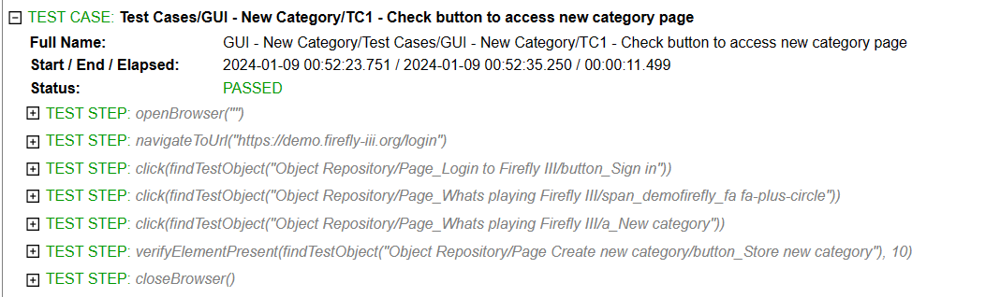 TEST CASE: Test Cases/GUI - New Category/TC1 - Check button to access new category page
Full Name: GUI - New Category/Test Cases/GUI - New Category/TC1 - Check button to access new category page
Start / End / Elapsed: 2024-01-09 00:52:23.751 / 2024-01-09 00:52:35.250 / 00:00:11.499
Status: PASSED
TEST STEP: openBrowser("")
TEST STEP: navigateToUrl("https://demo.firefly-iii.org/login")
TEST STEP: click(findTestObject("Object Repository/Page_Login to Firefly III/button_Sign in"))
TEST STEP: click(findTestObject("Object Repository/Page_Whats playing Firefly III/span_demofirefly_fa fa-plus-circle"))
TEST STEP: click(findTestObject("Object Repository/Page_Whats playing Firefly III/a_New category"))
TEST STEP: verifyElementPresent(findTestObject("Object Repository/Page Create new category/button_Store new category"), 10)
TEST STEP: closeBrowser()